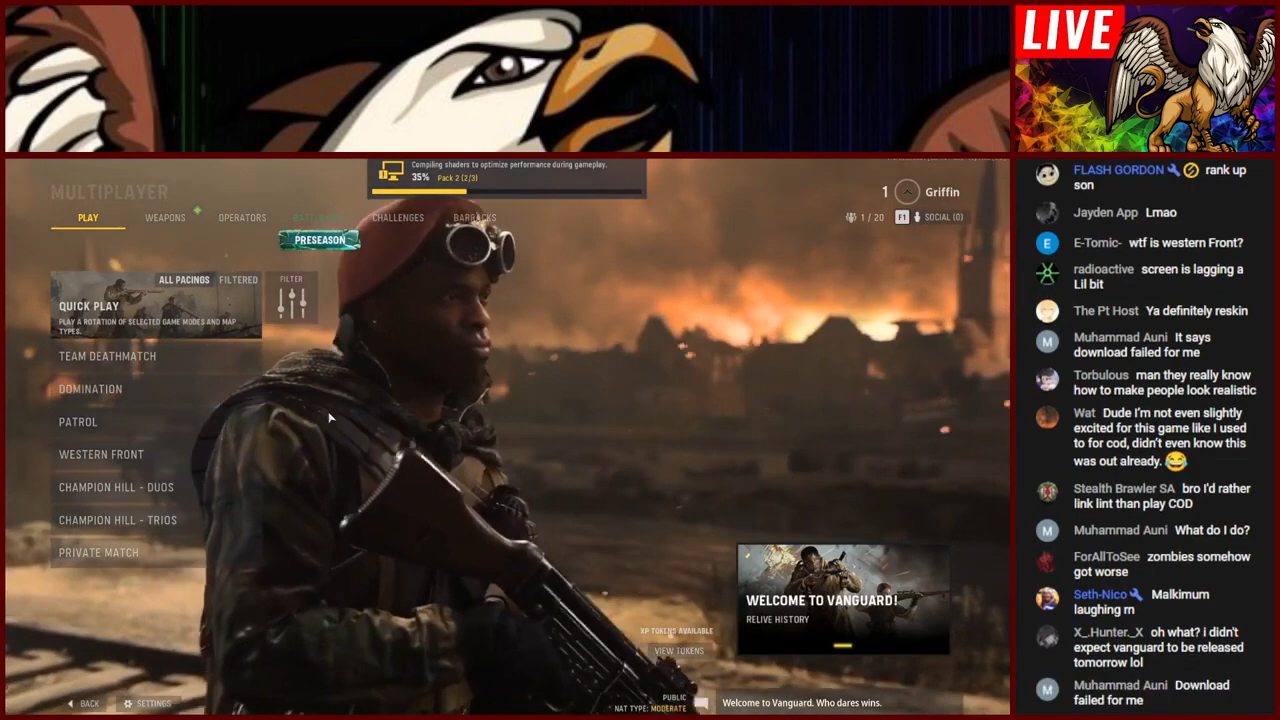 LIVE
Compiling shaders to optimize performance during gameplay.
35% Pack 2 (2/3)
MULTIPLAYER
1 Griffin
PLAY WEAPONS OPERATORS CHALLENGES BARRACKS
1 / 20 F1 SOCIAL (0)
PRESEASON
ALL PACINGS FILTERED FILTER
QUICK PLAY
PLAY A ROTATION OF SELECTED GAME MODES AND MAP
TYPES.
TEAM DEATHMATCH
DOMINATION
PATROL
WESTERN FRONT
CHAMPION HILL - DUOS
CHAMPION HILL - TRIOS
PRIVATE MATCH
WELCOME TO VANGUARD!
RELIVE HISTORY
XP TOKENS AVAILABLE
VIEW TOKENS
BACK SETTINGS
PUBLIC
NAT TYPE: MODERATE
Welcome to Vanguard. Who dares wins.
FLASH GORDON rank up
son
Jayden App Lmao
E E-Tomic- wtf is western Front?
radioactive screen is lagging a
Lil bit
The Pt Host Ya definitely reskin
M Muhammad Auni It says
download failed for me
Torbulous man they really know
how to make people look realistic
Wat Dude I'm not even slightly
excited for this game like I used
to for cod, didn't even know this
was out already. 😂
Stealth Brawler SA bro I'd rather
link lint than play COD
M Muhammad Auni What do I do?
ForAllToSee zombies somehow
got worse
Seth-Nico Malkimum
laughing rn
X_.Hunter._X oh what? i didn't
expect vanguard to be released
tomorrow lol
M Muhammad Auni Download
failed for me